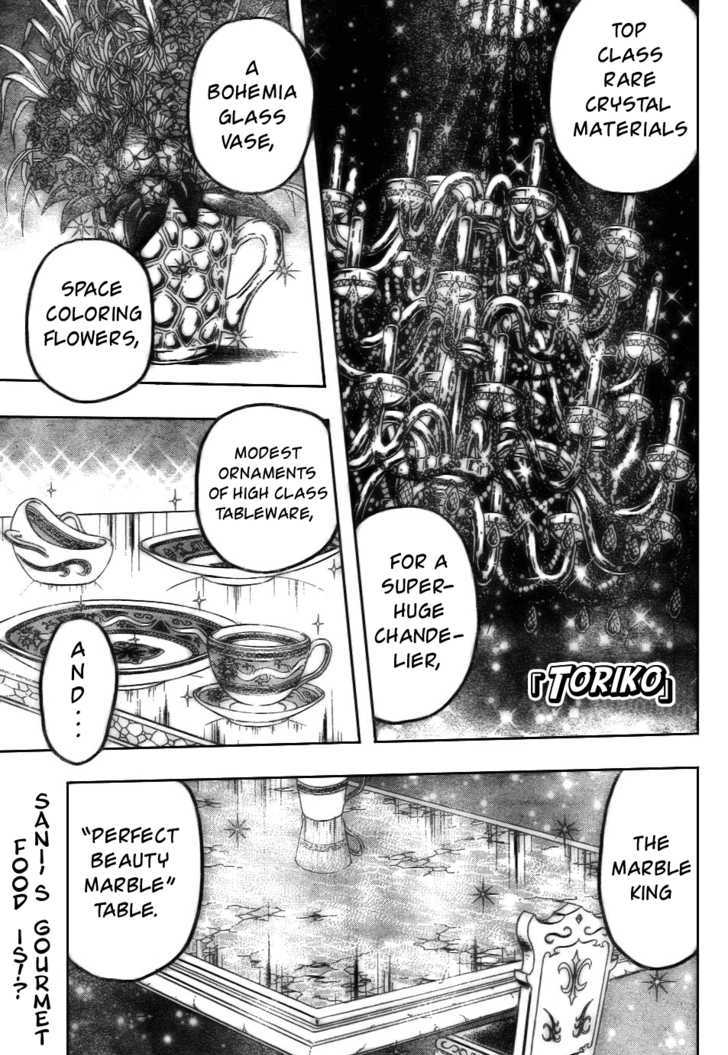 TOP
CLASS
RARE
CRYSTAL
MATERIALS
FOR A
SUPER-
HUGE
CHANDE-
LIER,
『TORIKO』
A
BOHEMIA
GLASS
VASE,
SPACE
COLORING
FLOWERS,
MODEST
ORNAMENTS
OF HIGH CLASS
TABLEWARE,
AND...
THE
MARBLE
KING
"PERFECT
BEAUTY
MARBLE"
TABLE.
SANI'S GOURMET
FOOD IS!?